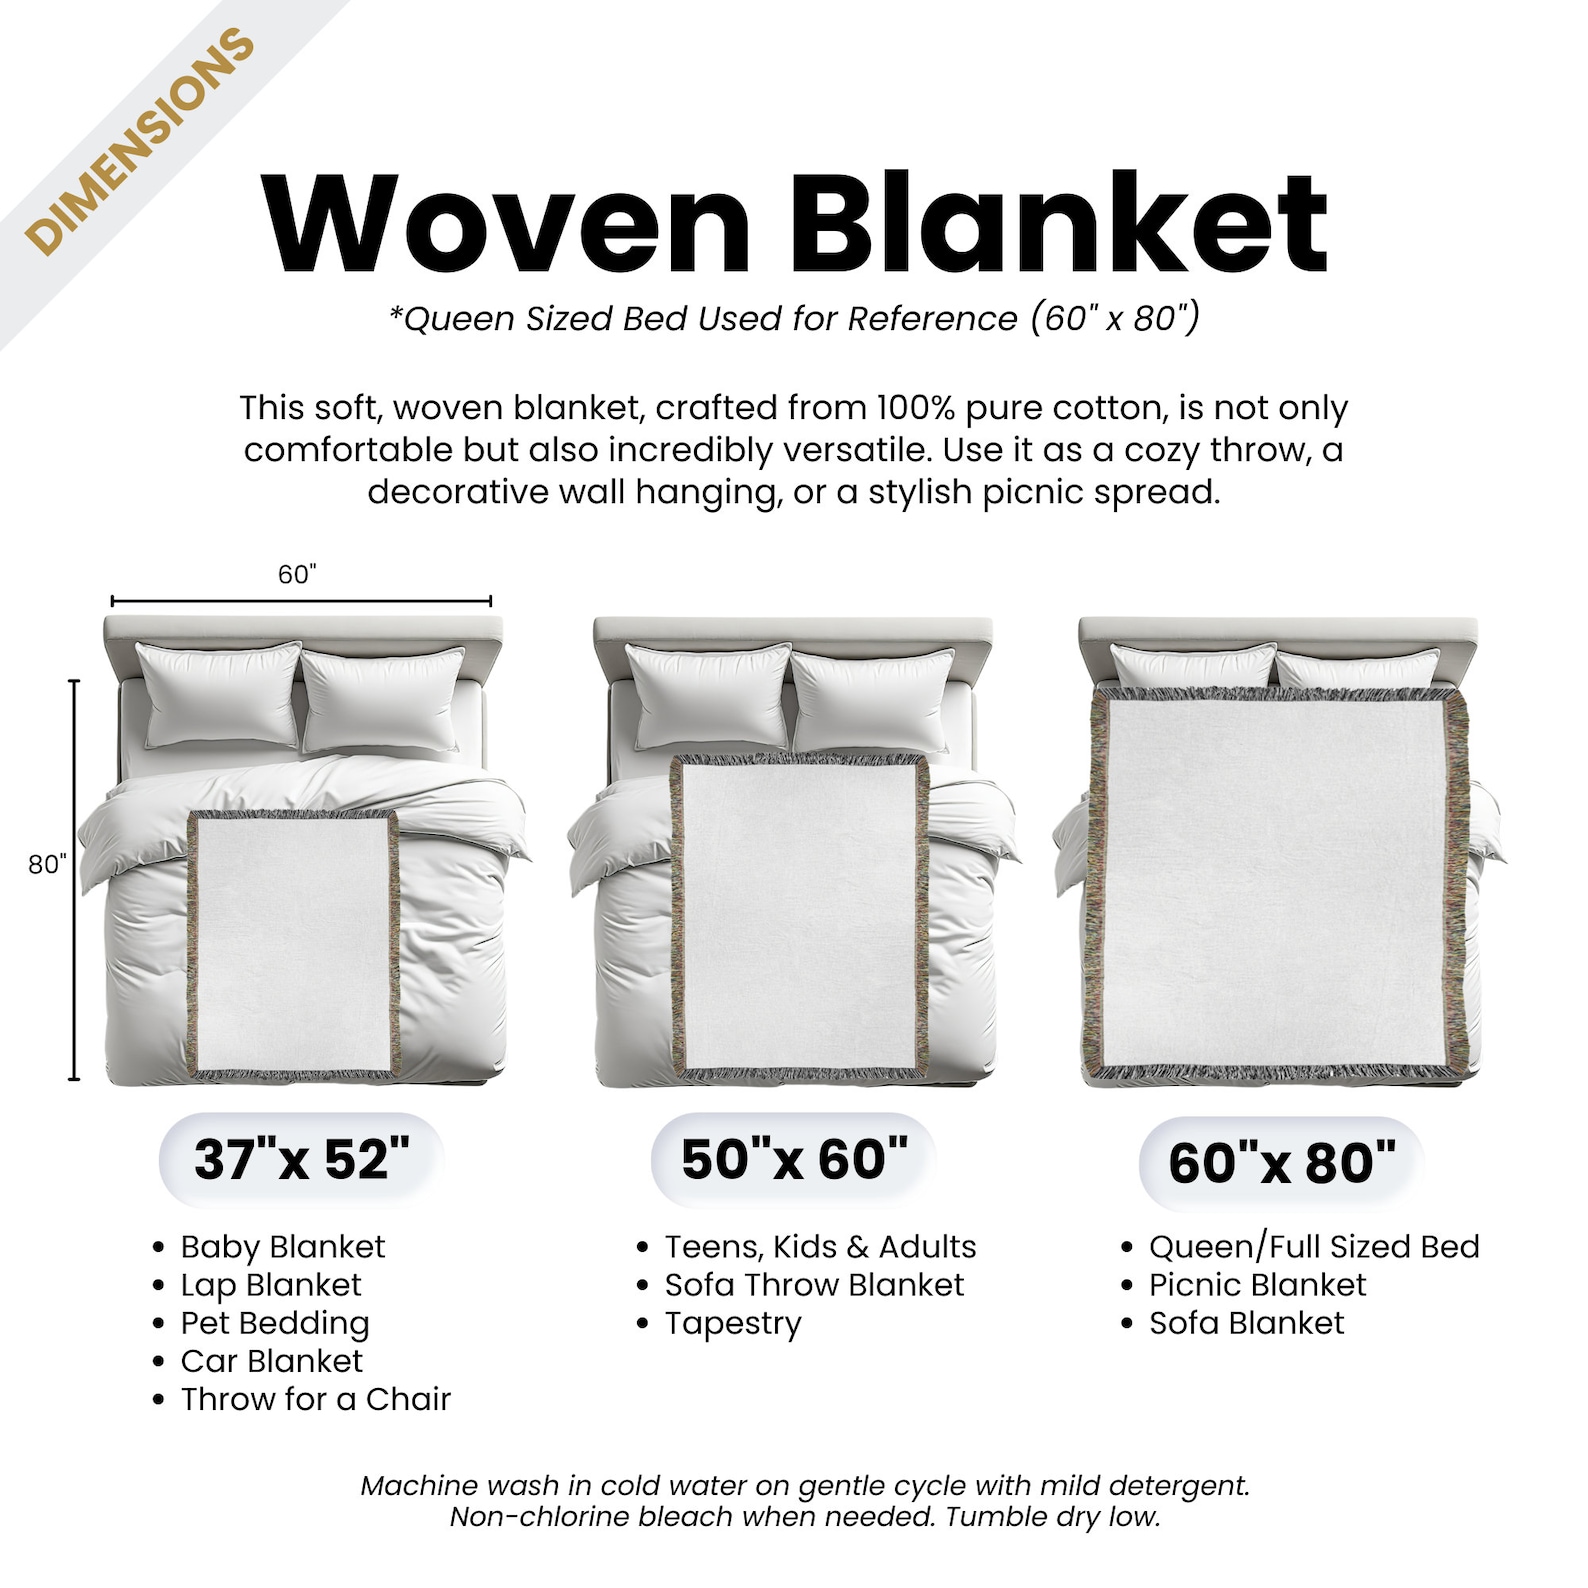 DIMENSIONS
Woven Blanket
*Queen Sized Bed Used for Reference (60" x 80")
This soft, woven blanket, crafted from 100% pure cotton, is not only
comfortable but also incredibly versatile. Use it as a cozy throw, a
decorative wall hanging, or a stylish picnic spread.
60"
80"
37"x 52"
• Baby Blanket
• Lap Blanket
• Pet Bedding
• Car Blanket
• Throw for a Chair
50"x 60"
• Teens, Kids & Adults
• Sofa Throw Blanket
• Tapestry
60"x 80"
• Queen/Full Sized Bed
• Picnic Blanket
• Sofa Blanket
Machine wash in cold water on gentle cycle with mild detergent.
Non-chlorine bleach when needed. Tumble dry low.